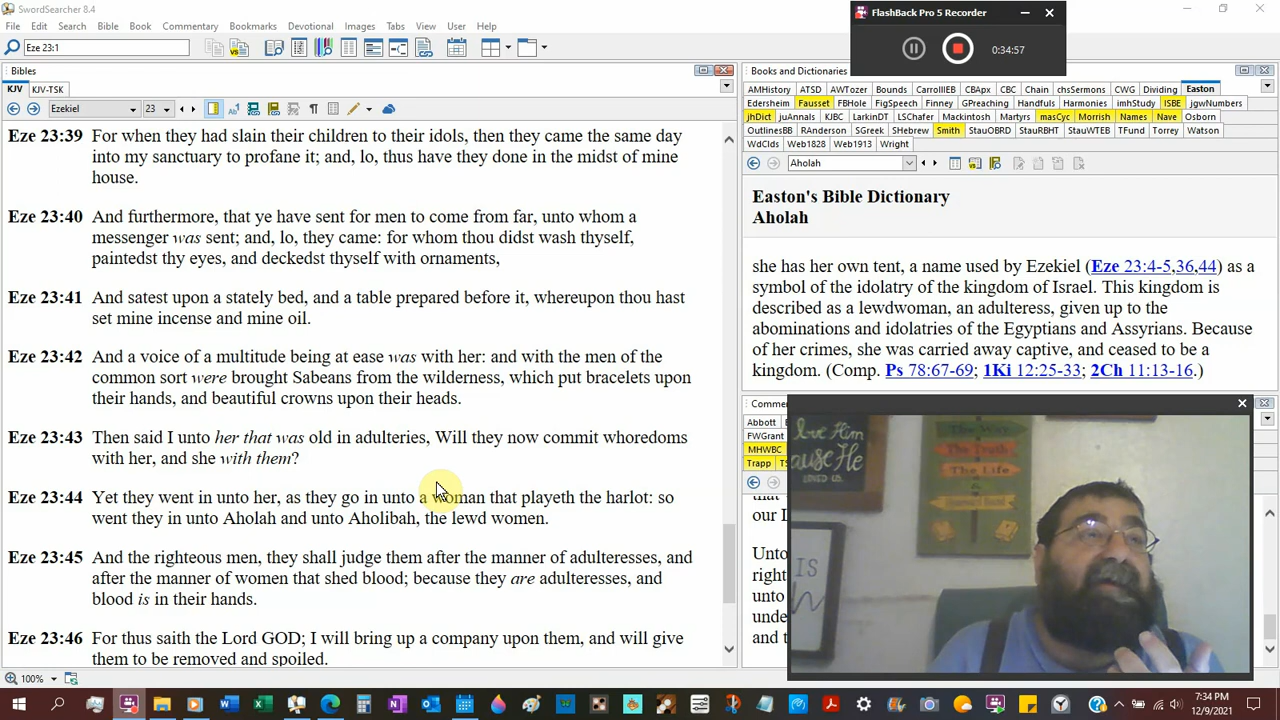 SwordSearcher 8.4
File Edit Search Bible Book Commentary Bookmarks Devotional Images Tabs View User Help
Eze 23:1
FlashBack Pro 5 Recorder
0:34:57
Bibles
KJV KJV-TSK
Ezekiel 23
Eze 23:39 For when they had slain their children to their idols, then they came the same day
into my sanctuary to profane it; and, lo, thus have they done in the midst of mine
house.
Eze 23:40 And furthermore, that ye have sent for men to come from far, unto whom a
messenger was sent; and, lo, they came: for whom thou didst wash thyself,
paintedst thy eyes, and deckedst thyself with ornaments,
Eze 23:41 And satest upon a stately bed, and a table prepared before it, whereupon thou hast
set mine incense and mine oil.
Eze 23:42 And a voice of a multitude being at ease was with her: and with the men of the
common sort were brought Sabeans from the wilderness, which put bracelets upon
their hands, and beautiful crowns upon their heads.
Eze 23:43 Then said I unto her that was old in adulteries, Will they now commit whoredoms
with her, and she with them?
Eze 23:44 Yet they went in unto her, as they go in unto a woman that playeth the harlot: so
went they in unto Aholah and unto Aholibah, the lewd women.
Eze 23:45 And the righteous men, they shall judge them after the manner of adulteresses, and
after the manner of women that shed blood; because they are adulteresses, and
blood is in their hands.
Eze 23:46 For thus saith the Lord GOD; I will bring up a company upon them, and will give
them to be removed and spoiled.
100%
Books and Dictionaries
AMHistory ATSD AWTozer Bounds CarrollIVEL CBApx CBC Chain chsSermons CWG Dividing Easton
Edersheim Fausset FBHole FigSpeech Finney GPreaching Handfuls Harmonies imhStudy ISBE jgwNumbers
jhDict juAnnals KJBC LarkinDT LSChafer Mackintosh Martyrs masCyc Morrish Names Nave Osborn
OutlinesBB RAnderson SGreek SHebrew Smith StauOBRD StauRBHT StauWTEB TFund Torrey Watson
WdClds Web1828 Web1913 Wright
Aholah
Easton's Bible Dictionary
Aholah
she has her own tent, a name used by Ezekiel (Eze 23:4-5,36,44) as a
symbol of the idolatry of the kingdom of Israel. This kingdom is
described as a lewdwoman, an adulteress, given up to the
abominations and idolatries of the Egyptians and Assyrians. Because
of her crimes, she was carried away captive, and ceased to be a
kingdom. (Comp. Ps 78:67-69; 1Ki 12:25-33; 2Ch 11:13-16.)
Comme
Abbott
FWGrant
MHWBC
Trapp
our L
Unto
right
unto
unde
and t
The Truth
The Life
LOVED US.
IS
7:34 PM
12/9/2021